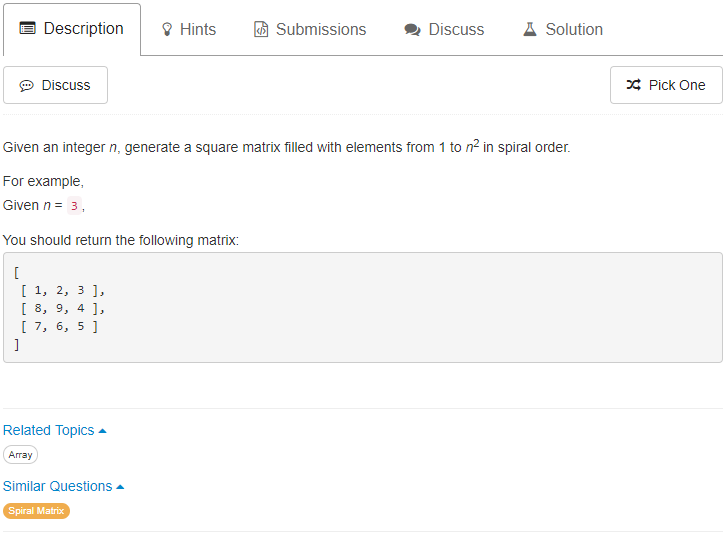 Description Hints Submissions Discuss Solution
Discuss Pick One
Given an integer n, generate a square matrix filled with elements from 1 to n² in spiral order.
For example,
Given n = 3,
You should return the following matrix:
[
[ 1, 2, 3 ],
[ 8, 9, 4 ],
[ 7, 6, 5 ]
]
Related Topics
Array
Similar Questions
Spiral Matrix